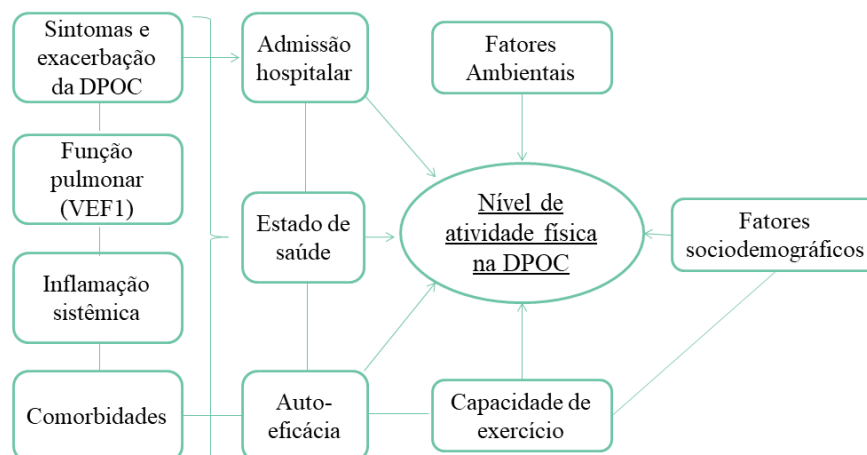 Sintomas e
exacerbação
da DPOC
Admissão
hospitalar
Fatores
Ambientais
Função
pulmonar
(VEF1)
Estado de
saúde
Nível de
atividade física
na DPOC
Fatores
sociodemográficos
Inflamação
sistêmica
Comorbidades
Auto-
eficácia
Capacidade de
exercício